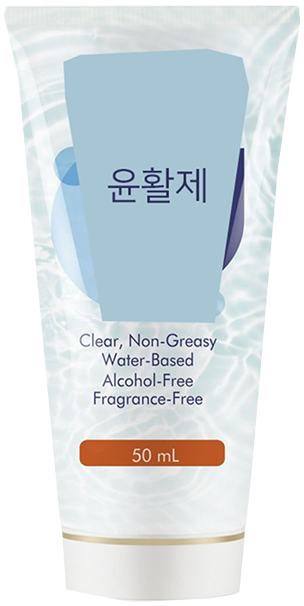 윤활제
Clear, Non-Greasy
Water-Based
Alcohol-Free
Fragrance-Free
50 mL